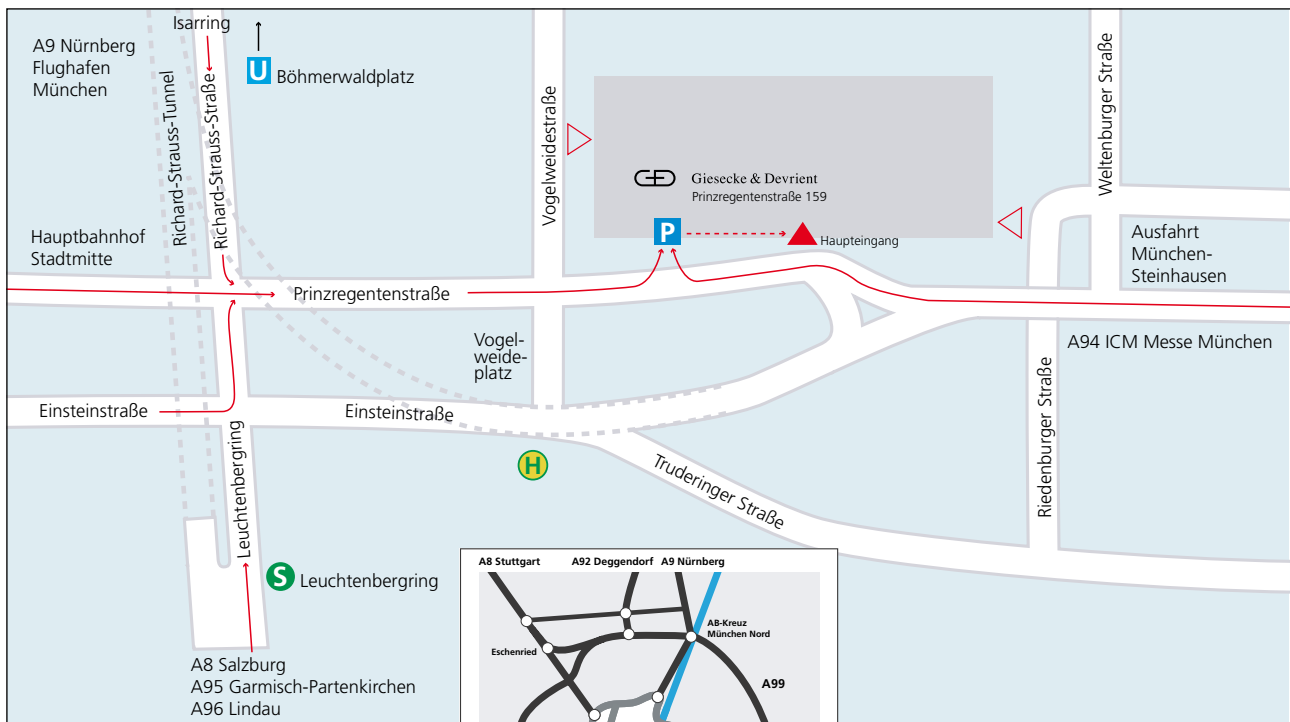 Isarring
A9 Nürnberg
Flughafen
München
U Böhmerwaldplatz
Richard-Strauss-Tunnel
Richard-Strauss-Straße
Vogelweidestraße
Weltenburger Straße
Giesecke & Devrient
Prinzregentenstraße 159
P
Haupteingang
Hauptbahnhof
Stadtmitte
Ausfahrt
München-
Steinhausen
Prinzregentenstraße
A94 ICM Messe München
Vogel-
weide-
platz
Einsteinstraße
Einsteinstraße
Riedenburger Straße
H
Truderinger Straße
Leuchtenbergring
S Leuchtenbergring
A8 Salzburg
A95 Garmisch-Partenkirchen
A96 Lindau
A8 Stuttgart
A92 Deggendorf
A9 Nürnberg
AB-Kreuz
München Nord
Eschenried
A99